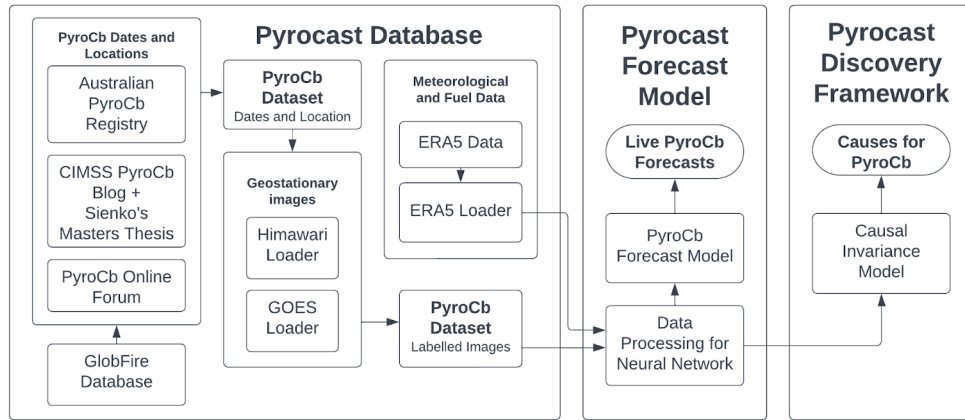 Pyrocast Database
PyroCb Dates and
Locations
Australian
PyroCb
Registry
CIMSS PyroCb
Blog +
Sienko's
Masters Thesis
PyroCb Online
Forum
GlobFire
Database
PyroCb
Dataset
Dates and Location
Geostationary
images
Himawari
Loader
GOES
Loader
Meteorological
and Fuel Data
ERA5 Data
ERA5 Loader
PyroCb
Dataset
Labelled Images
Pyrocast
Forecast
Model
Live PyroCb
Forecasts
PyroCb
Forecast Model
Data
Processing for
Neural Network
Pyrocast
Discovery
Framework
Causes for
PyroCb
Causal
Invariance
Model